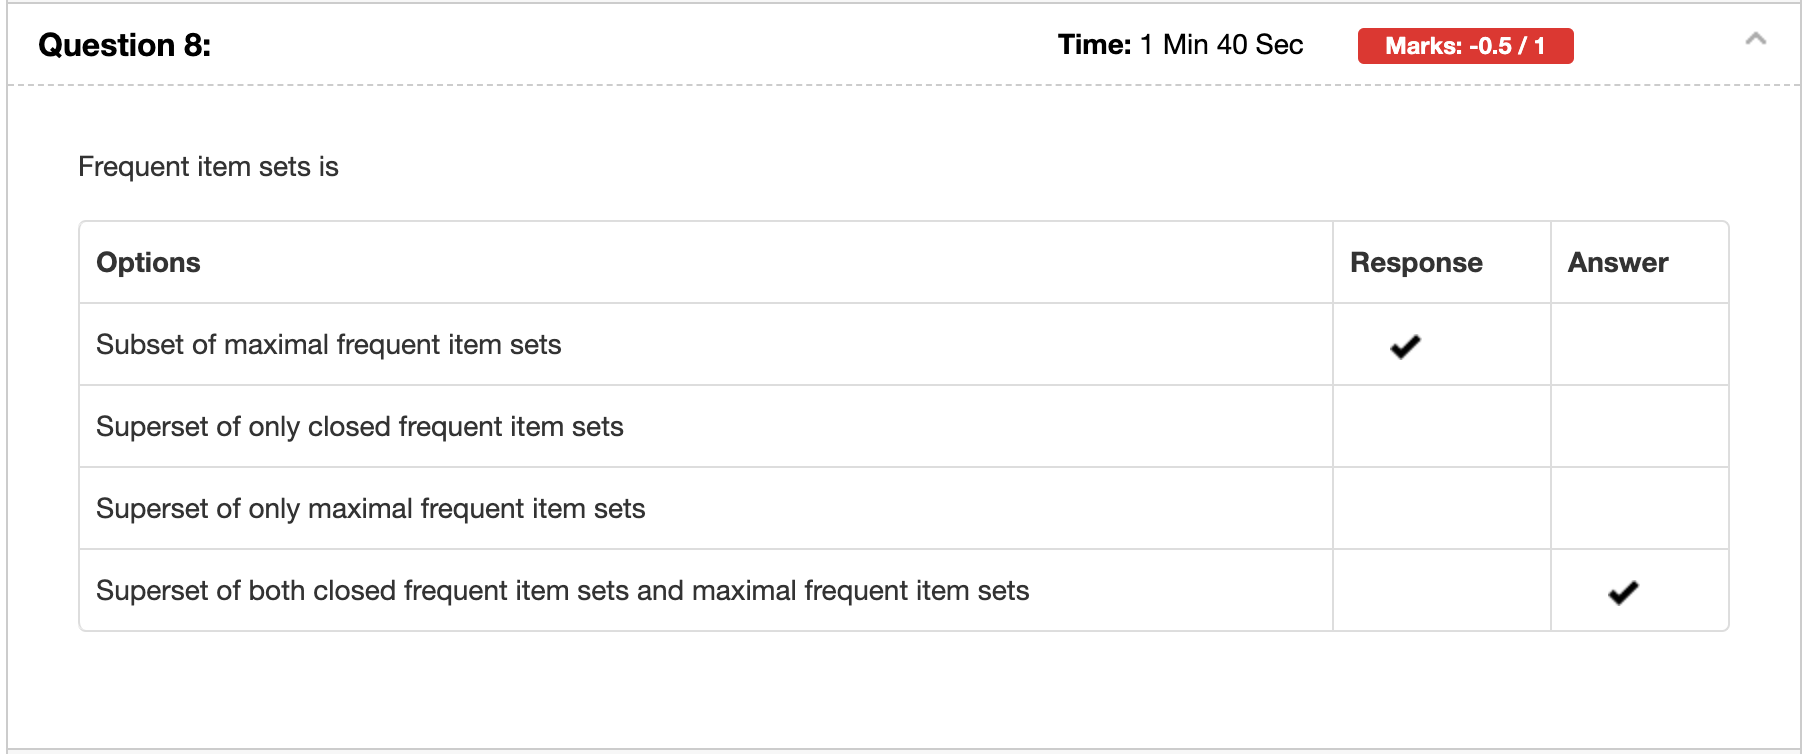 Question 8: Time: 1 Min 40 Sec Marks: -0.5 / 1
Frequent item sets is
Options Response Answer
Subset of maximal frequent item sets
Superset of only closed frequent item sets
Superset of only maximal frequent item sets
Superset of both closed frequent item sets and maximal frequent item sets